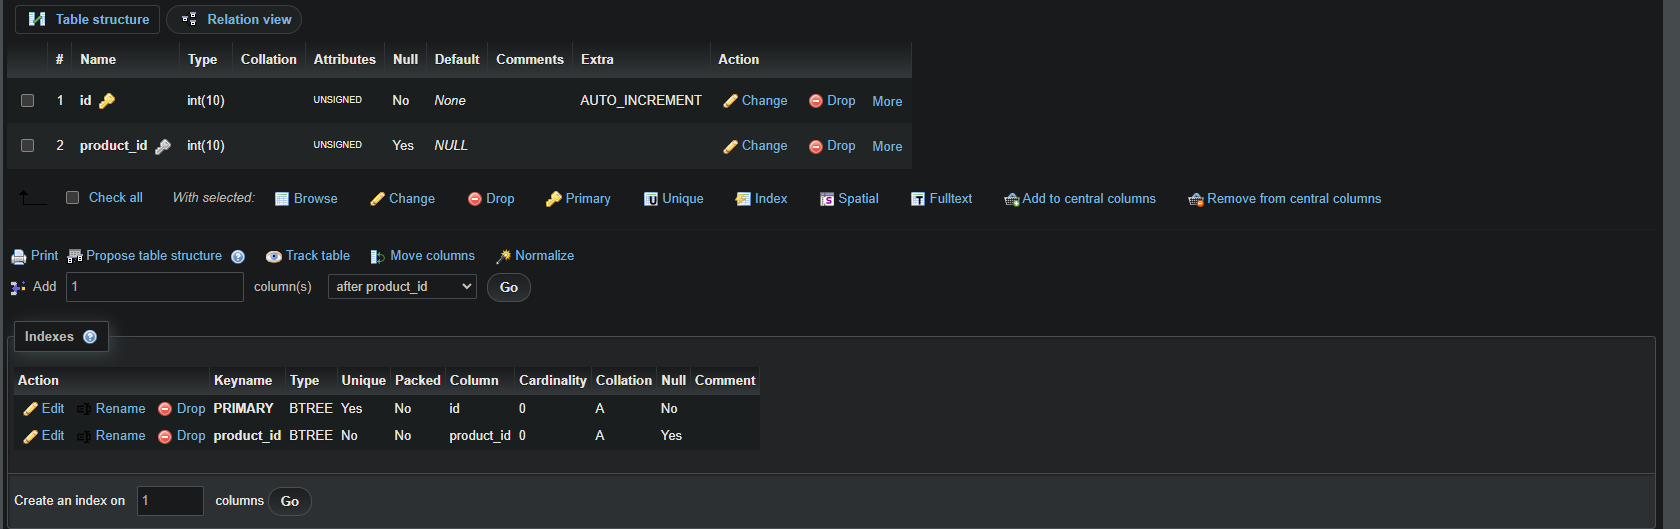 Table structure Relation view
# Name Type Collation Attributes Null Default Comments Extra Action
1 id int(10) UNSIGNED No None AUTO_INCREMENT Change Drop More
2 product_id int(10) UNSIGNED Yes NULL Change Drop More
Check all With selected: Browse Change Drop Primary Unique Index Spatial Fulltext Add to central columns Remove from central columns
Print Propose table structure Track table Move columns Normalize
Add 1 column(s) after product_id Go
Indexes
Action Keyname Type Unique Packed Column Cardinality Collation Null Comment
Edit Rename Drop PRIMARY BTREE Yes No id 0 A No
Edit Rename Drop product_id BTREE No No product_id 0 A Yes
Create an index on 1 columns Go